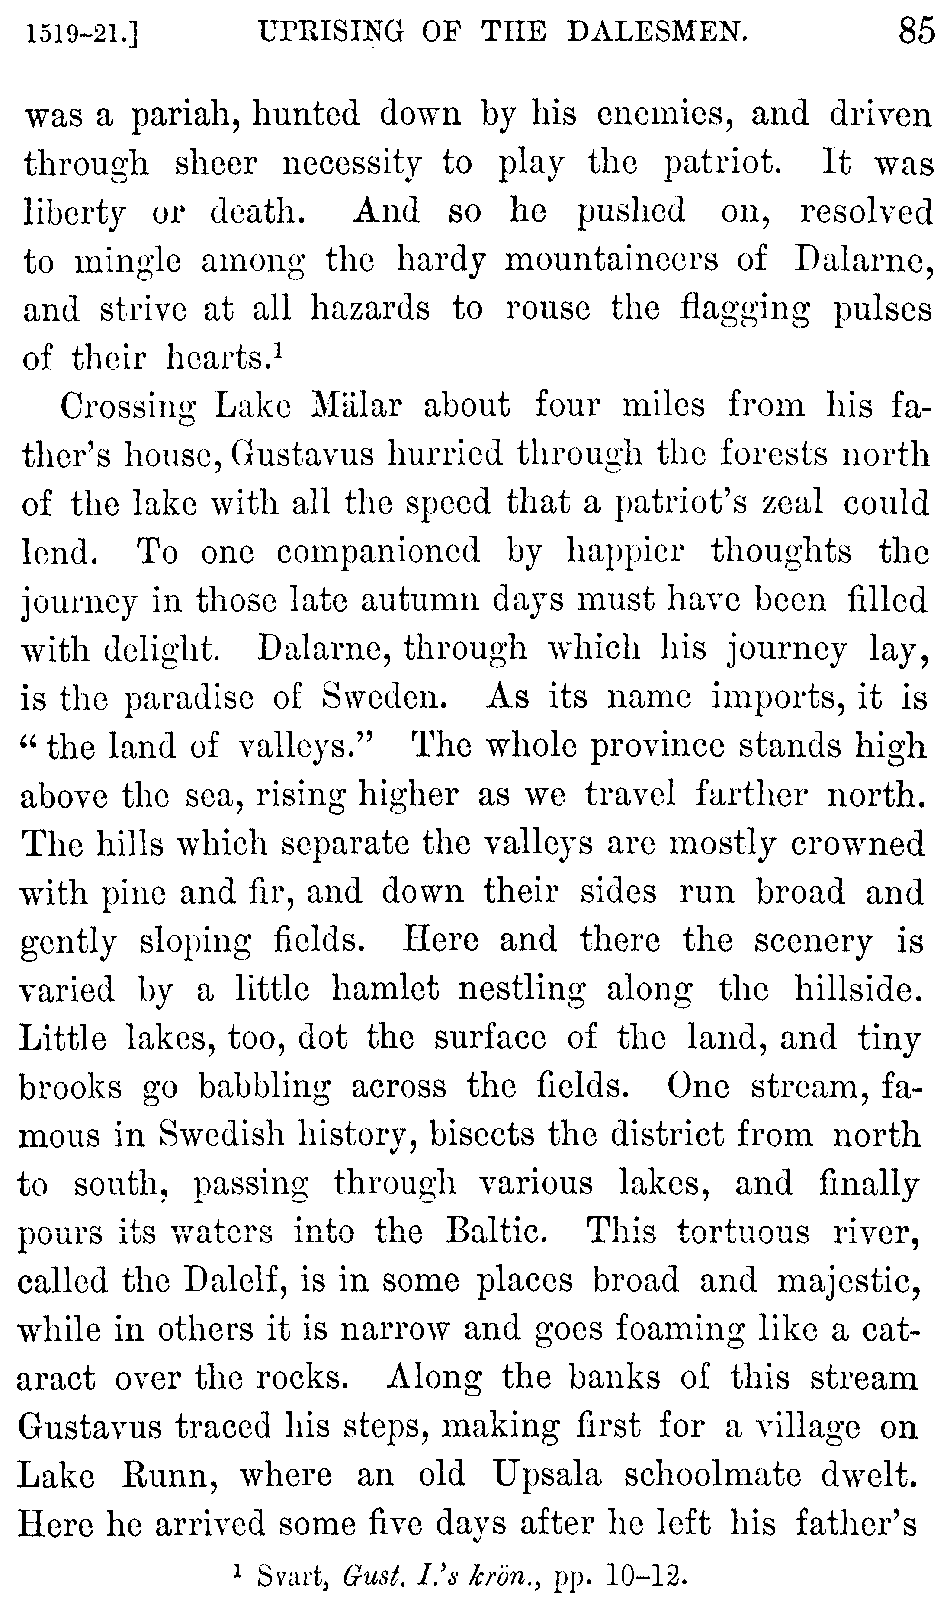 1519–21.] UPRISING OF THE DALESMEN. 85
was a pariah, hunted down by his enemies, and driven
through sheer necessity to play the patriot. It was
liberty or death. And so he pushed on, resolved
to mingle among the hardy mountaineers of Dalarne,
and strive at all hazards to rouse the flagging pulses
of their hearts.¹
Crossing Lake Mälar about four miles from his fa-
ther's house, Gustavus hurried through the forests north
of the lake with all the speed that a patriot's zeal could
lend. To one companioned by happier thoughts the
journey in those late autumn days must have been filled
with delight. Dalarne, through which his journey lay,
is the paradise of Sweden. As its name imports, it is
“the land of valleys.” The whole province stands high
above the sea, rising higher as we travel farther north.
The hills which separate the valleys are mostly crowned
with pine and fir, and down their sides run broad and
gently sloping fields. Here and there the scenery is
varied by a little hamlet nestling along the hillside.
Little lakes, too, dot the surface of the land, and tiny
brooks go babbling across the fields. One stream, fa-
mous in Swedish history, bisects the district from north
to south, passing through various lakes, and finally
pours its waters into the Baltic. This tortuous river,
called the Dalelf, is in some places broad and majestic,
while in others it is narrow and goes foaming like a cat-
aract over the rocks. Along the banks of this stream
Gustavus traced his steps, making first for a village on
Lake Runn, where an old Upsala schoolmate dwelt.
Here he arrived some five days after he left his father's
¹ Svart, Gust. I.'s krön., pp. 10–12.